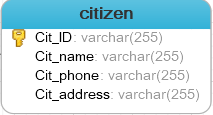 citizen
Cit_ID: varchar(255)
Cit_name: varchar(255)
Cit_phone: varchar(255)
Cit_address: varchar(255)